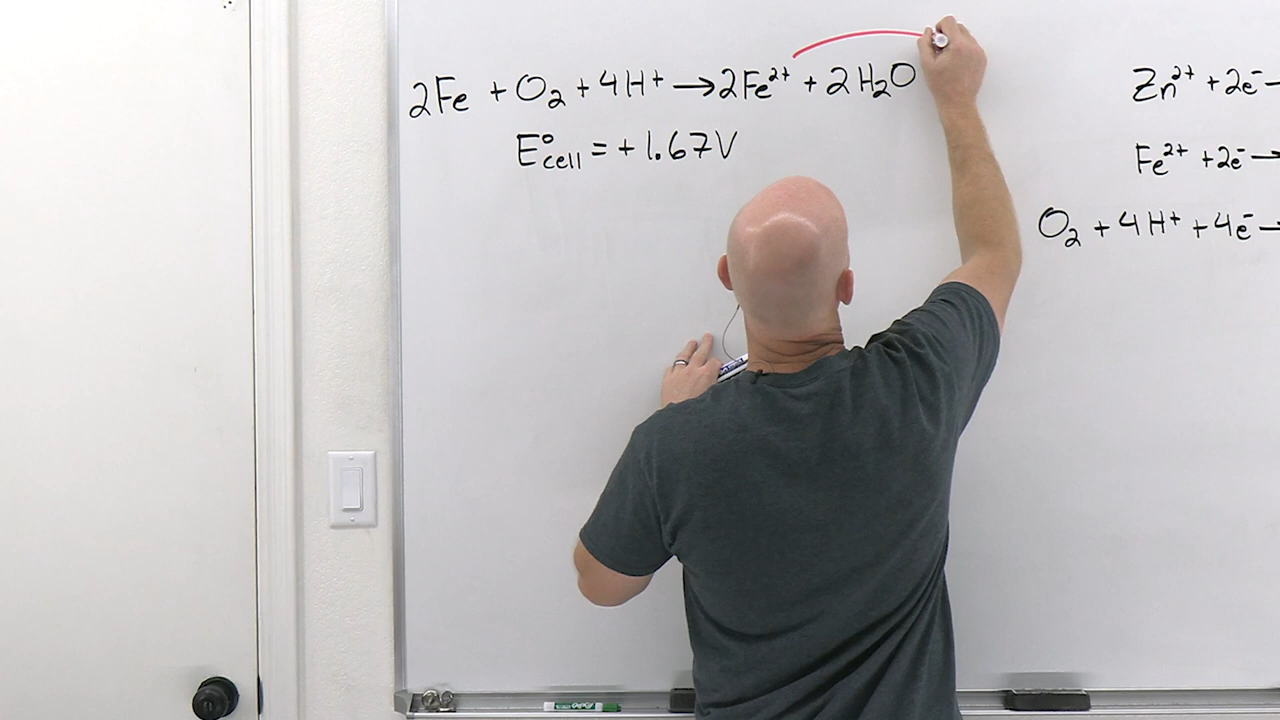 2Fe + O₂ + 4H⁺ → 2Fe²⁺ + 2H₂O
E°cell = +1.67V
Zn²⁺ + 2e⁻ →
Fe²⁺ + 2e⁻ →
O₂ + 4H⁺ + 4e⁻ →